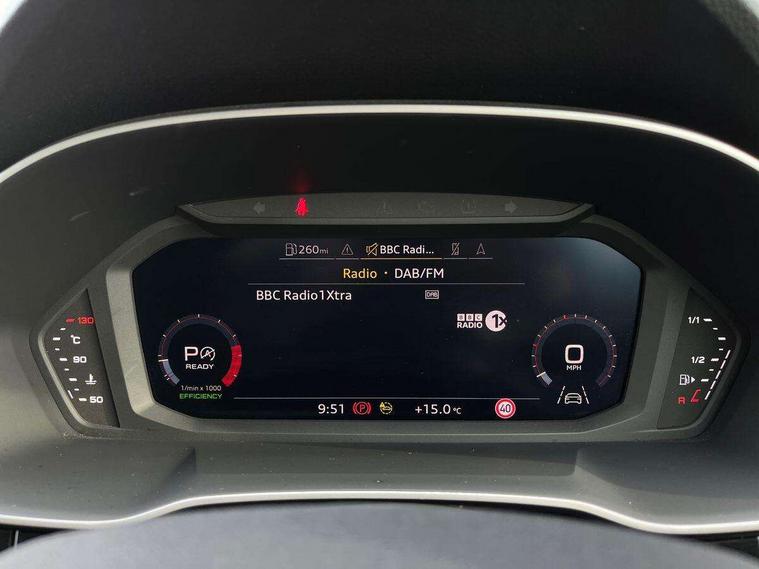 260mi BBC Radi...
Radio · DAB/FM
BBC Radio1Xtra DAB
BBC
RADIO 1X
130
°C
90
50
P
READY
1/min x 1000
EFFICIENCY
0
MPH
1/1
1/2
R
9:51 (P) +15.0 °C 40